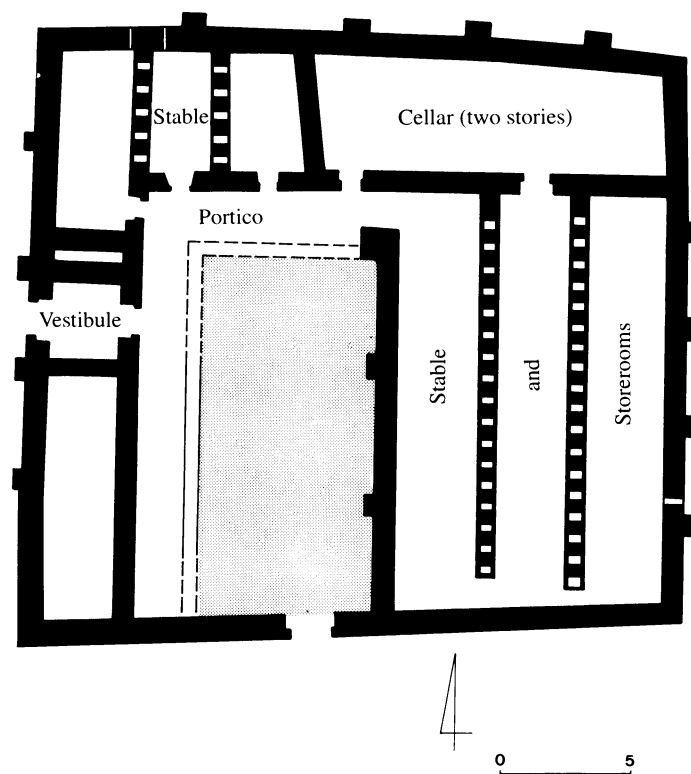 Stable
Cellar (two stories)
Portico
Vestibule
Stable
and
Storerooms
0 5